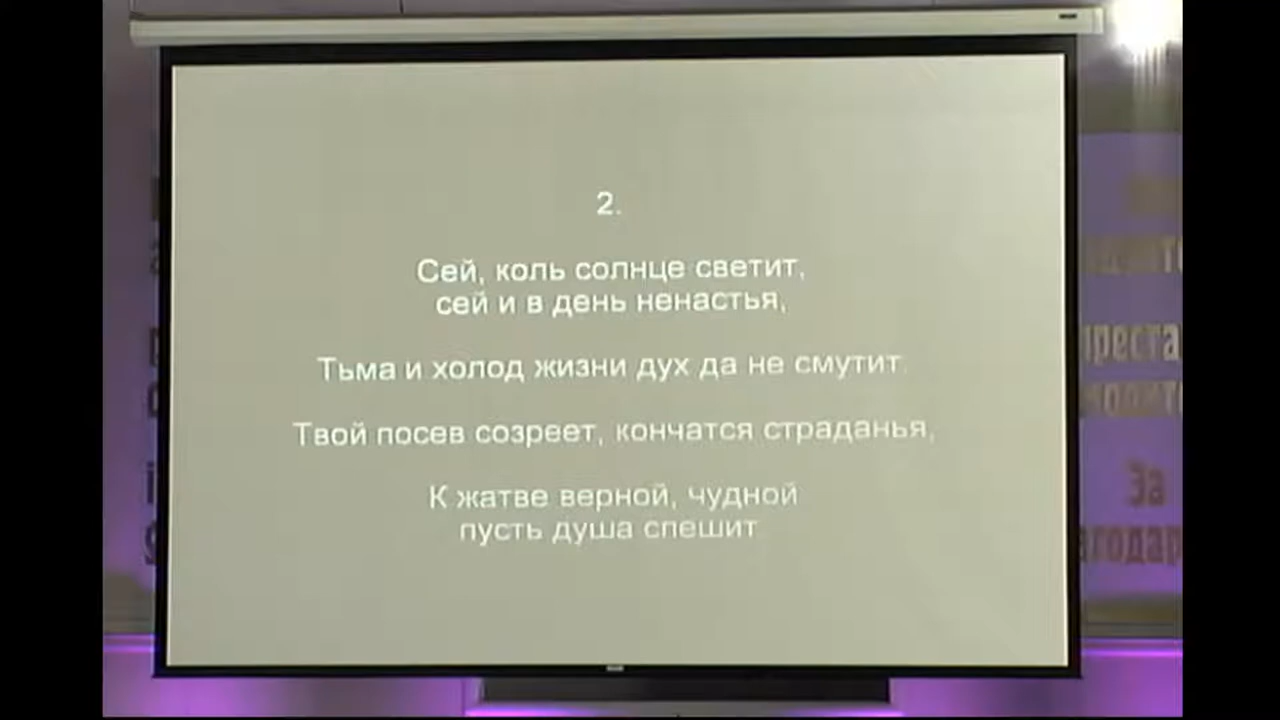 2.
Сей, коль солнце светит,
сей и в день ненастья,
Тьма и холод жизни дух да не смутит.
Твой посев созреет, кончатся страданья,
К жатве верной, чудной
пусть душа спешит
За